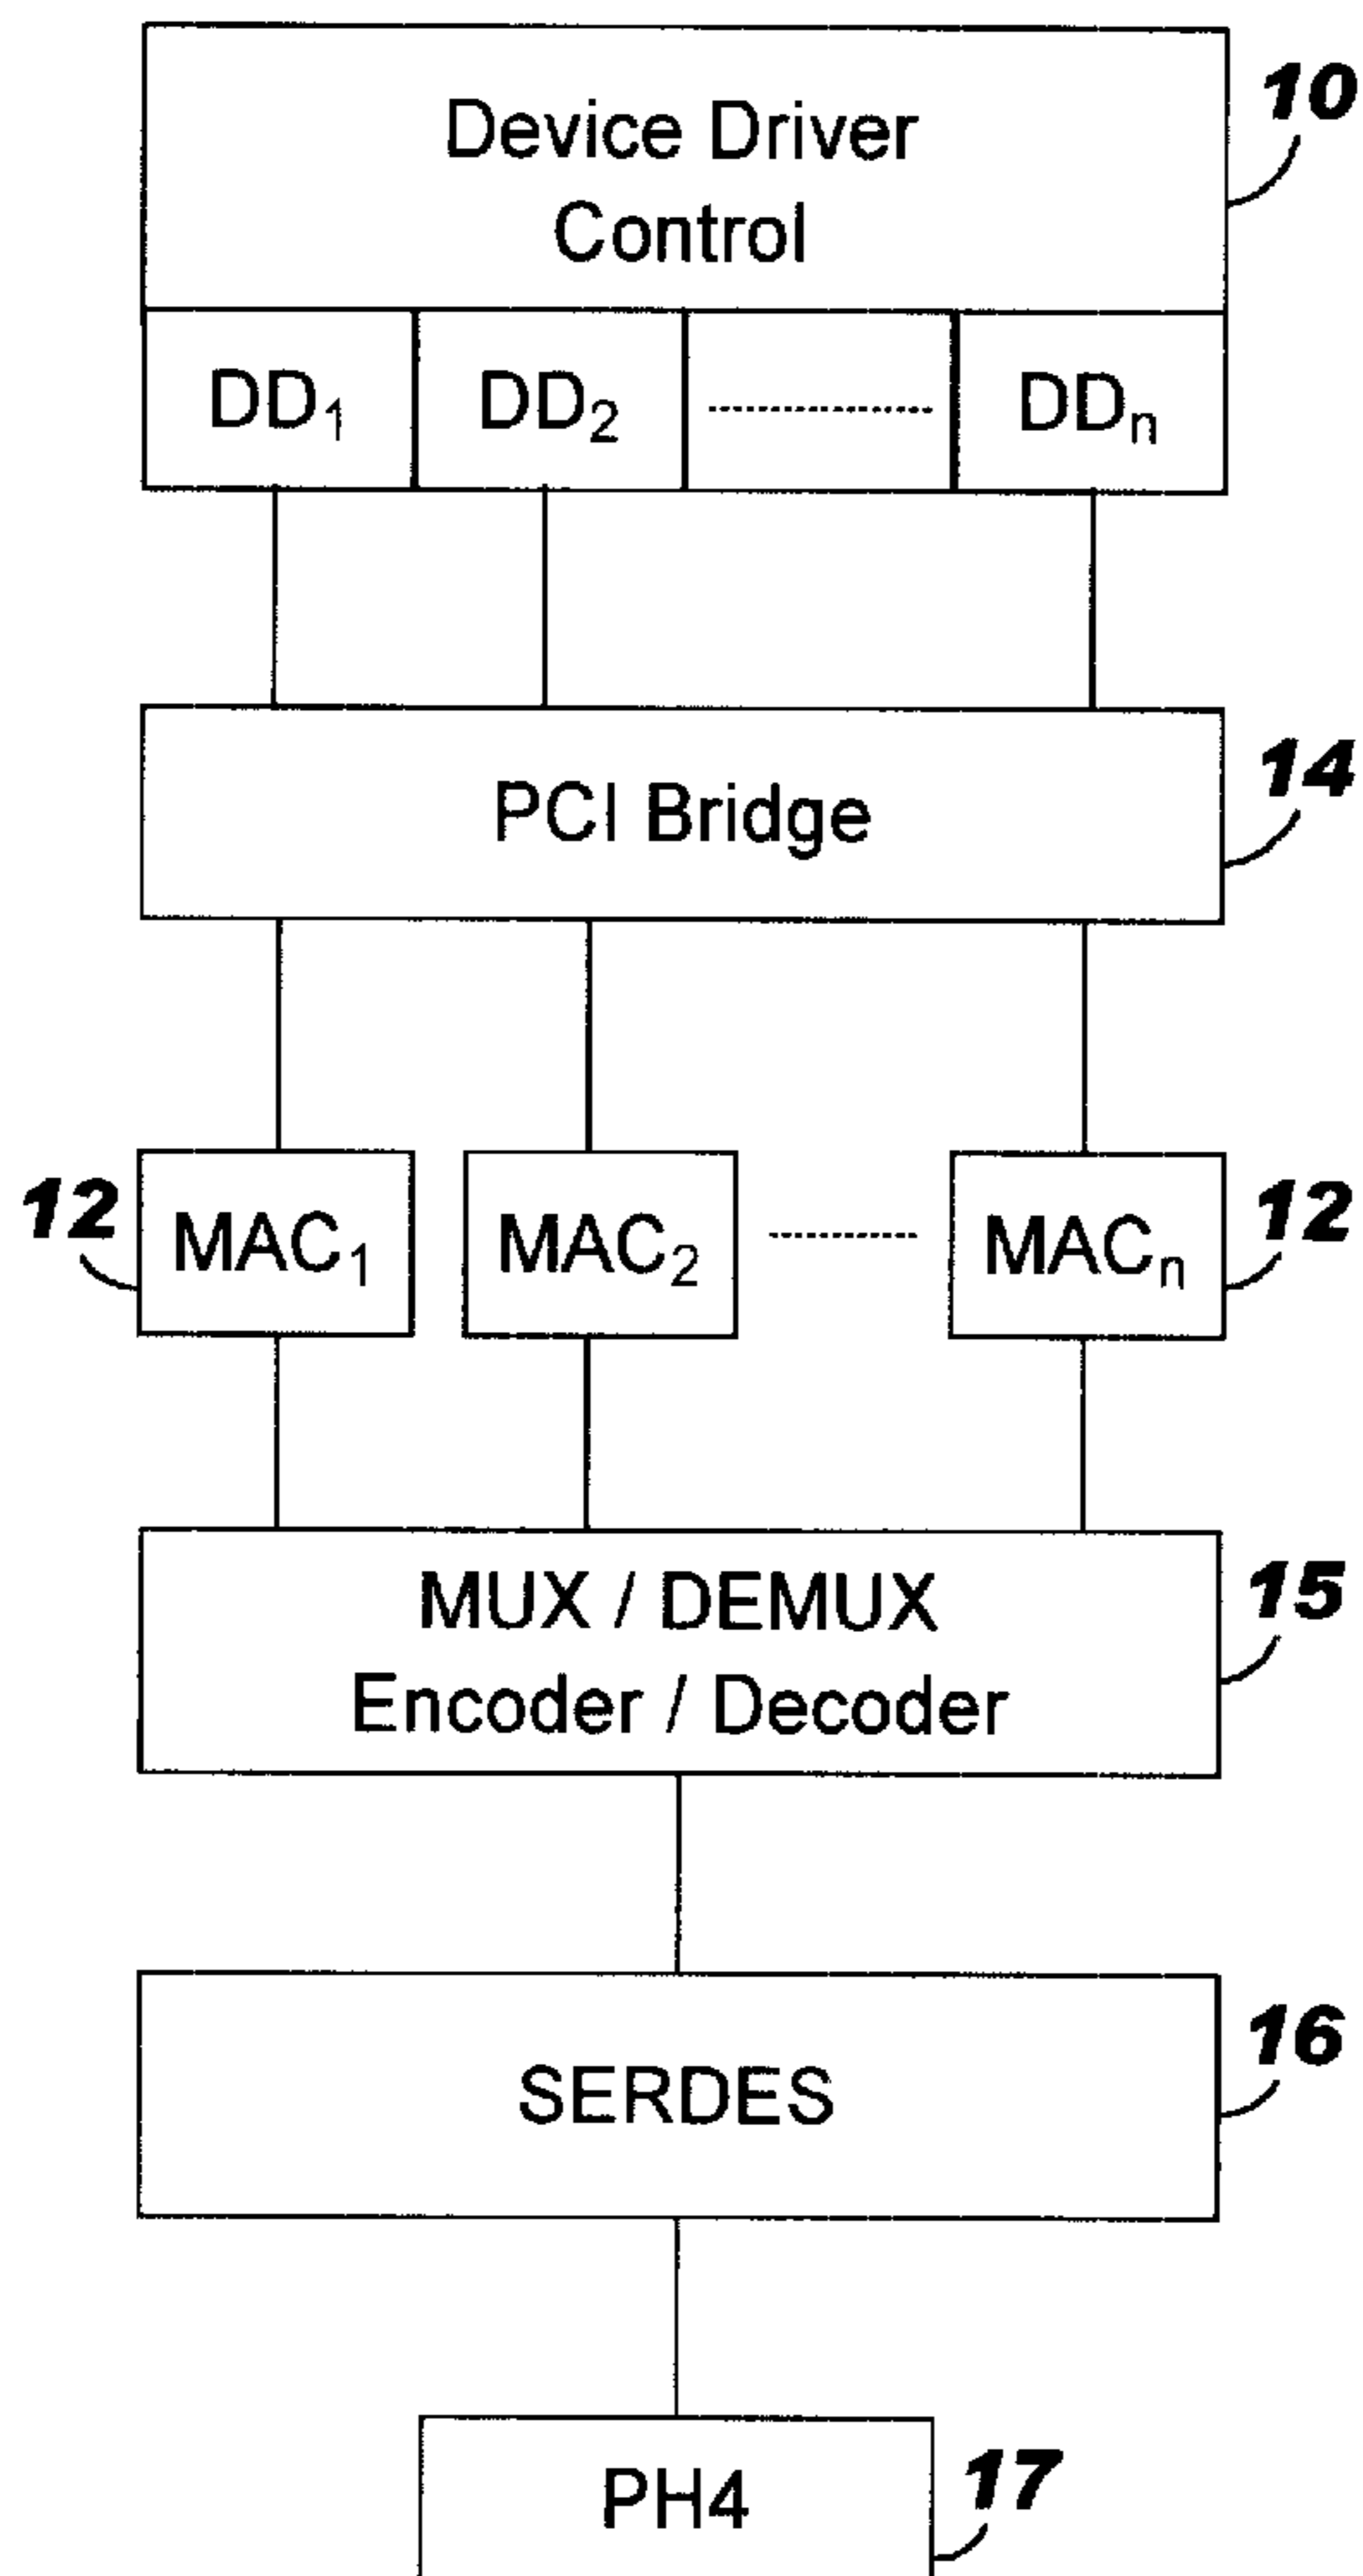 Device Driver
Control
10
DD₁ DD₂ DDₙ
PCI Bridge
14
12 MAC₁ MAC₂ MACₙ 12
MUX / DEMUX
Encoder / Decoder
15
SERDES
16
PH4
17